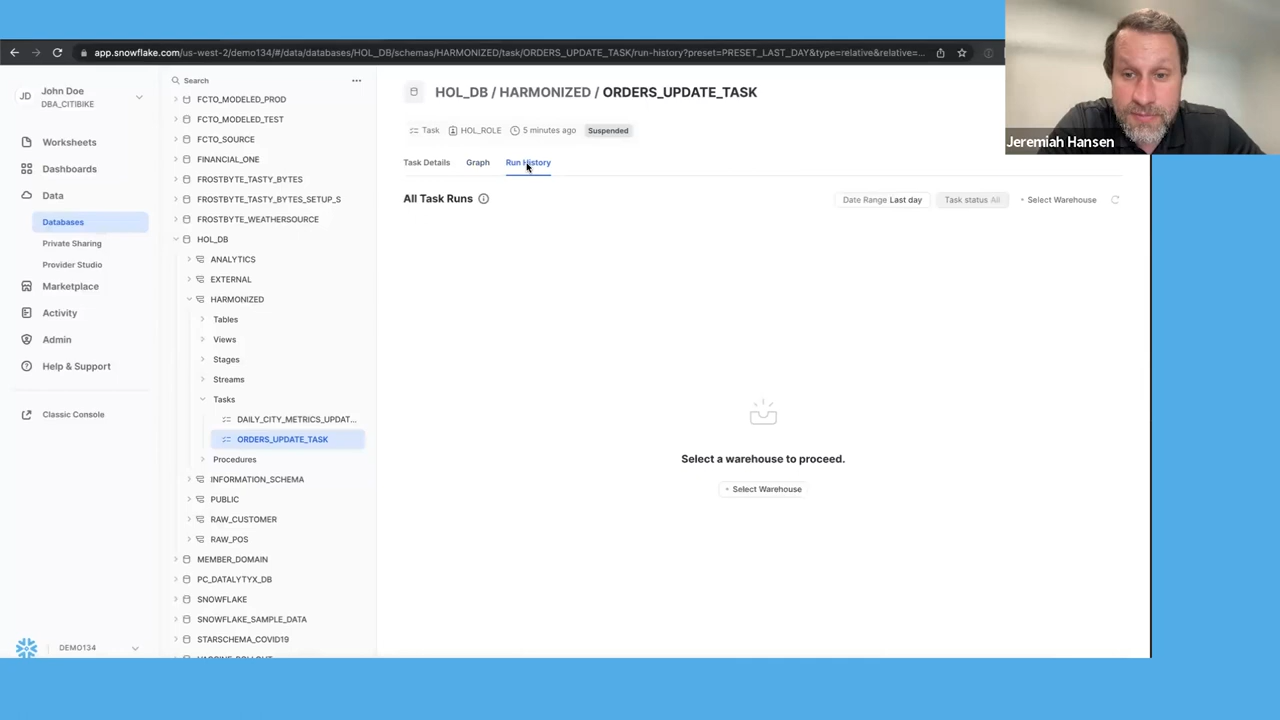 app.snowflake.com/us-west-2/demo134/#/data/databases/HOL_DB/schemas/HARMONIZED/task/ORDERS_UPDATE_TASK/run-history?preset=PRESET_LAST_DAY&type=relative&relative=...
Jeremiah Hansen
JD
John Doe
DBA_CITIBIKE
Worksheets
Dashboards
Data
Databases
Private Sharing
Provider Studio
Marketplace
Activity
Admin
Help & Support
Classic Console
DEMO134
Search
FCTO_MODELED_PROD
FCTO_MODELED_TEST
FCTO_SOURCE
FINANCIAL_ONE
FROSTBYTE_TASTY_BYTES
FROSTBYTE_TASTY_BYTES_SETUP_S
FROSTBYTE_WEATHERSOURCE
HOL_DB
ANALYTICS
EXTERNAL
HARMONIZED
Tables
Views
Stages
Streams
Tasks
DAILY_CITY_METRICS_UPDAT...
ORDERS_UPDATE_TASK
Procedures
INFORMATION_SCHEMA
PUBLIC
RAW_CUSTOMER
RAW_POS
MEMBER_DOMAIN
PC_DATALYTYX_DB
SNOWFLAKE
SNOWFLAKE_SAMPLE_DATA
STARSCHEMA_COVID19
HOL_DB / HARMONIZED / ORDERS_UPDATE_TASK
Task HOL_ROLE 5 minutes ago Suspended
Task Details Graph Run History
All Task Runs Date Range Last day Task status All Select Warehouse
Select a warehouse to proceed.
Select Warehouse